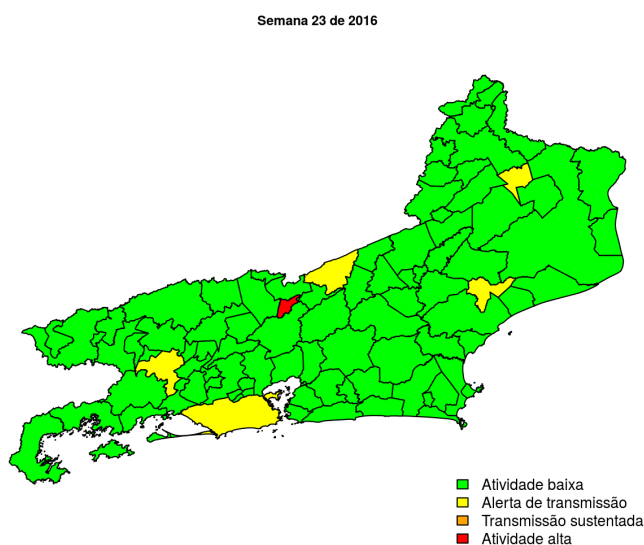 Semana 23 de 2016
Atividade baixa
Alerta de transmissão
Transmissão sustentada
Atividade alta